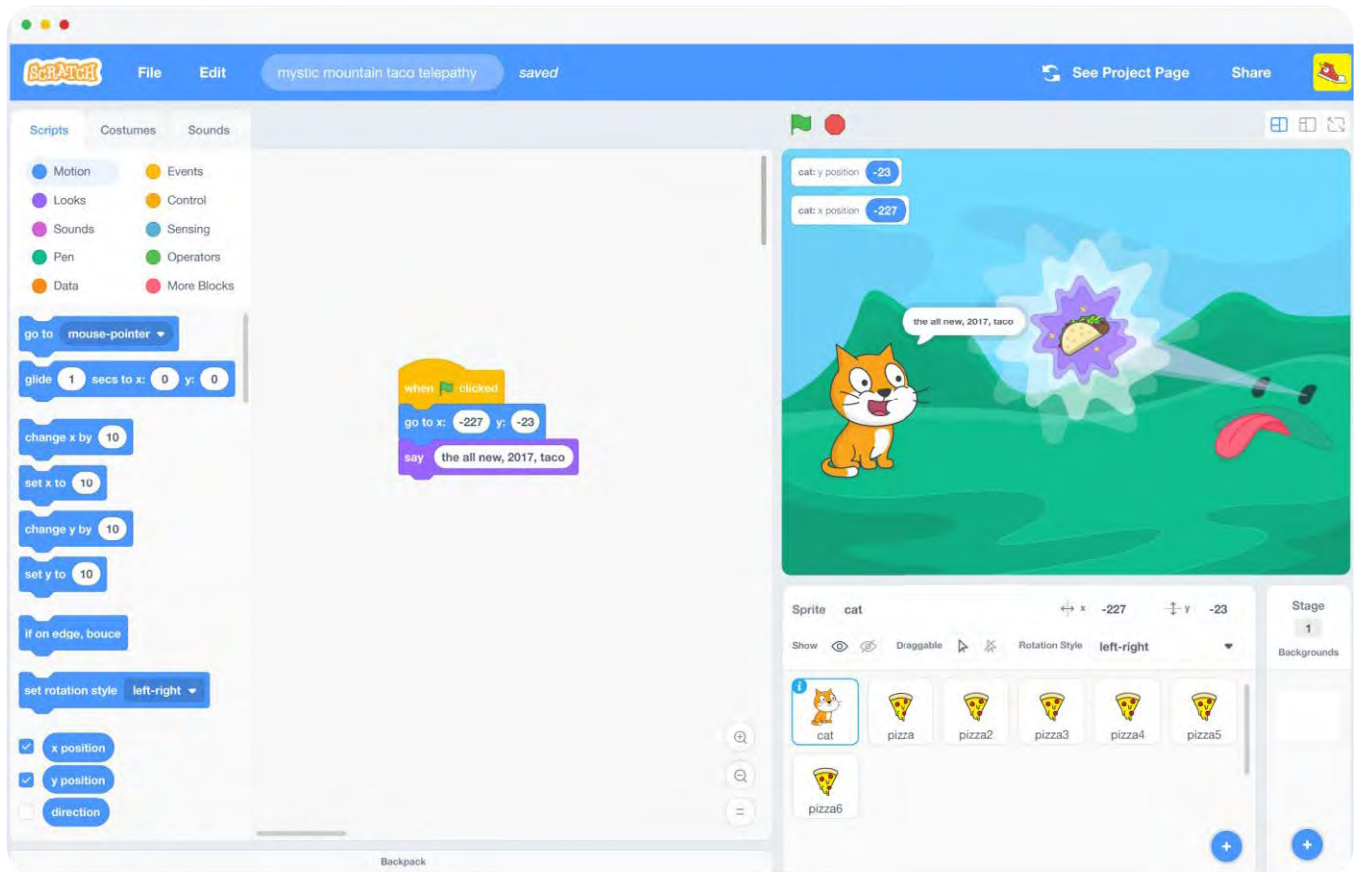 SCRATCH File Edit mystic mountain taco telepathy saved See Project Page Share
Scripts Costumes Sounds
Motion Events
Looks Control
Sounds Sensing
Pen Operators
Data More Blocks
go to mouse-pointer
glide 1 secs to x: 0 y: 0
change x by 10
set x to 10
change y by 10
set y to 10
if on edge, bouce
set rotation style left-right
x position
y position
direction
when clicked
go to x: -227 y: -23
say the all new, 2017, taco
=
Backpack
cat: y position -23
cat: x position -227
the all new, 2017, taco
Sprite cat x -227 y -23
Show Draggable Rotation Style left-right
cat pizza pizza2 pizza3 pizza4 pizza5
pizza6
Stage
1
Backgrounds